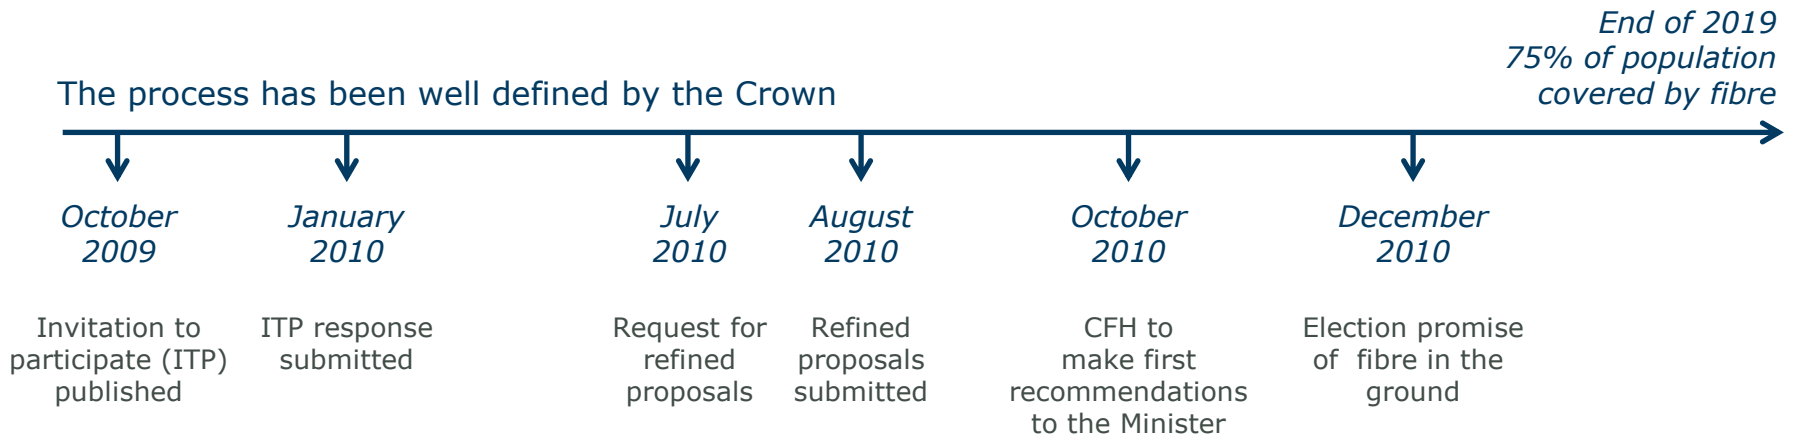 End of 2019
75% of population
covered by fibre
The process has been well defined by the Crown
October
2009
January
2010
July
2010
August
2010
October
2010
December
2010
Invitation to
participate (ITP)
published
ITP response
submitted
Request for
refined
proposals
Refined
proposals
submitted
CFH to
make first
recommendations
to the Minister
Election promise
of fibre in the
ground